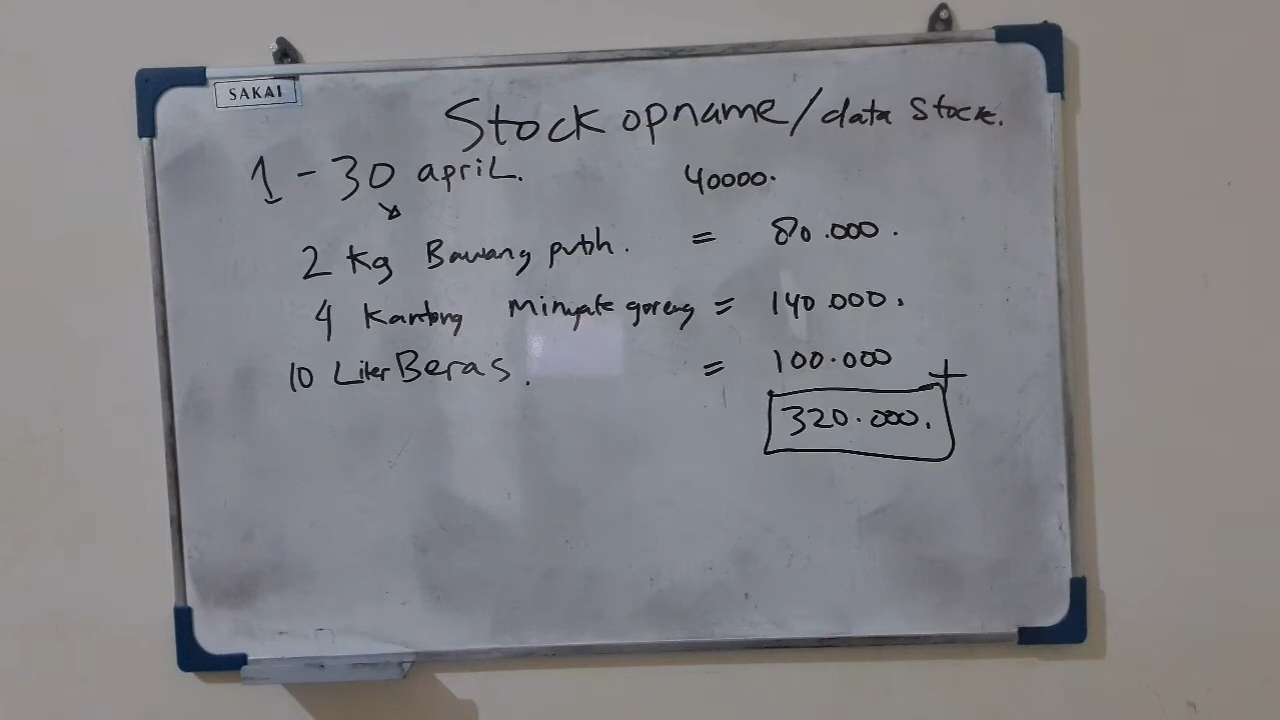 SAKAI
Stock opname/data stock.
1 - 30 april. 40000.
2 kg Bawang putih. = 80.000.
4 Kantong Minyak goreng = 140.000.
10 Liter Beras. = 100.000 +
320.000.